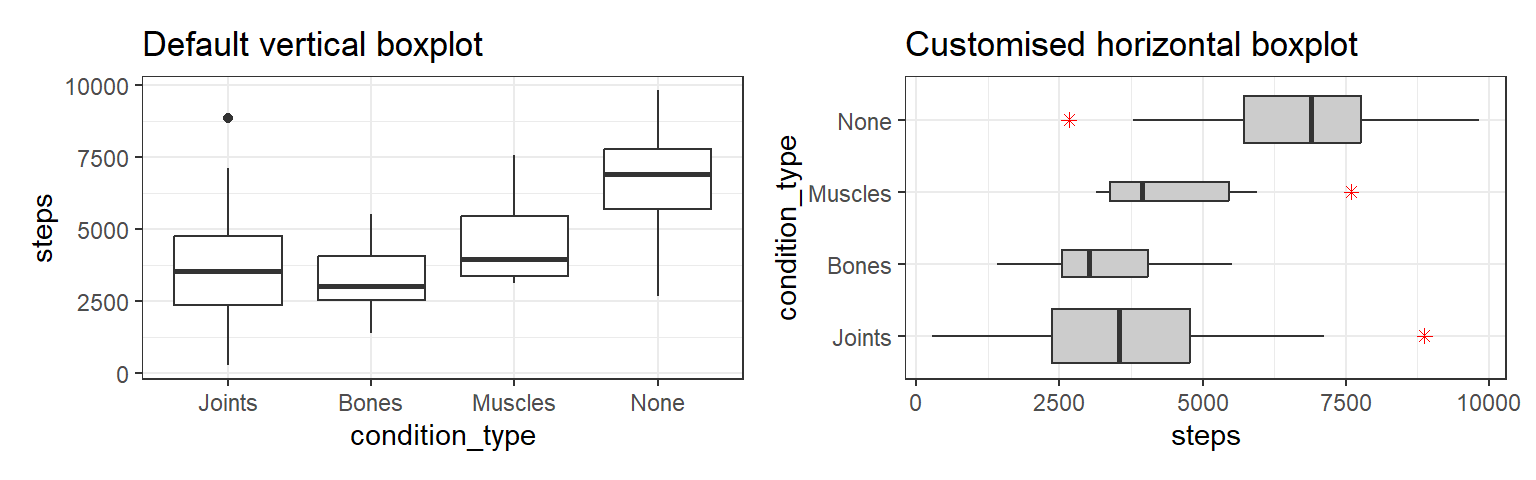 Default vertical boxplot
10000
7500
5000
2500
0
steps
Joints Bones Muscles None
condition_type
Customised horizontal boxplot
None
Muscles
Bones
Joints
condition_type
0 2500 5000 7500 10000
steps